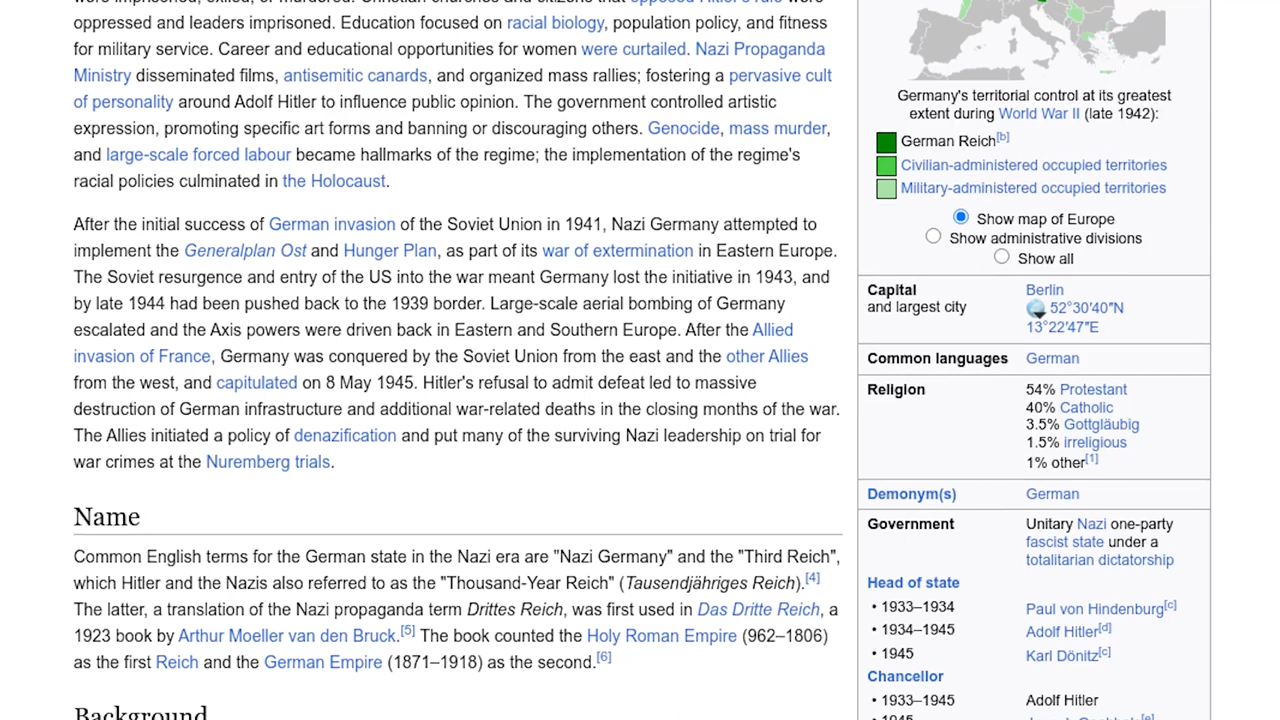 were imprisoned, exiled, or murdered. Christian churches and citizens that opposed Hitler's rule were
oppressed and leaders imprisoned. Education focused on racial biology, population policy, and fitness
for military service. Career and educational opportunities for women were curtailed. Nazi Propaganda
Ministry disseminated films, antisemitic canards, and organized mass rallies; fostering a pervasive cult
of personality around Adolf Hitler to influence public opinion. The government controlled artistic
expression, promoting specific art forms and banning or discouraging others. Genocide, mass murder,
and large-scale forced labour became hallmarks of the regime; the implementation of the regime's
racial policies culminated in the Holocaust.
After the initial success of German invasion of the Soviet Union in 1941, Nazi Germany attempted to
implement the Generalplan Ost and Hunger Plan, as part of its war of extermination in Eastern Europe.
The Soviet resurgence and entry of the US into the war meant Germany lost the initiative in 1943, and
by late 1944 had been pushed back to the 1939 border. Large-scale aerial bombing of Germany
escalated and the Axis powers were driven back in Eastern and Southern Europe. After the Allied
invasion of France, Germany was conquered by the Soviet Union from the east and the other Allies
from the west, and capitulated on 8 May 1945. Hitler's refusal to admit defeat led to massive
destruction of German infrastructure and additional war-related deaths in the closing months of the war.
The Allies initiated a policy of denazification and put many of the surviving Nazi leadership on trial for
war crimes at the Nuremberg trials.
Name
Common English terms for the German state in the Nazi era are "Nazi Germany" and the "Third Reich",
which Hitler and the Nazis also referred to as the "Thousand-Year Reich" (Tausendjähriges Reich).[4]
The latter, a translation of the Nazi propaganda term Drittes Reich, was first used in Das Dritte Reich, a
1923 book by Arthur Moeller van den Bruck.[5] The book counted the Holy Roman Empire (962–1806)
as the first Reich and the German Empire (1871–1918) as the second.[6]
Background
Germany's territorial control at its greatest
extent during World War II (late 1942):
German Reich[b]
Civilian-administered occupied territories
Military-administered occupied territories
Show map of Europe
Show administrative divisions
Show all
Capital Berlin
and largest city 52°30′40″N
13°22′47″E
Common languages German
Religion 54% Protestant
40% Catholic
3.5% Gottgläubig
1.5% irreligious
1% other[1]
Demonym(s) German
Government Unitary Nazi one-party
fascist state under a
totalitarian dictatorship
Head of state
• 1933–1934 Paul von Hindenburg[c]
• 1934–1945 Adolf Hitler[d]
• 1945 Karl Dönitz[c]
Chancellor
• 1933–1945 Adolf Hitler